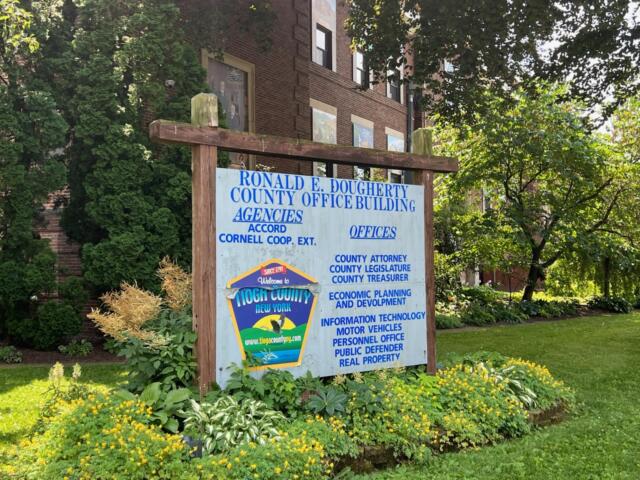 RONALD E. DOUGHERTY
COUNTY OFFICE BUILDING
AGENCIES
ACCORD
CORNELL COOP. EXT.
OFFICES
COUNTY ATTORNEY
COUNTY LEGISLATURE
COUNTY TREASURER
ECONOMIC PLANNING
AND DEVOLPMENT
INFORMATION TECHNOLOGY
MOTOR VEHICLES
PERSONNEL OFFICE
PUBLIC DEFENDER
REAL PROPERTY
SINCE 1791
Welcome to
TIOGA COUNTY
NEW YORK
www.tiogacountyny.com